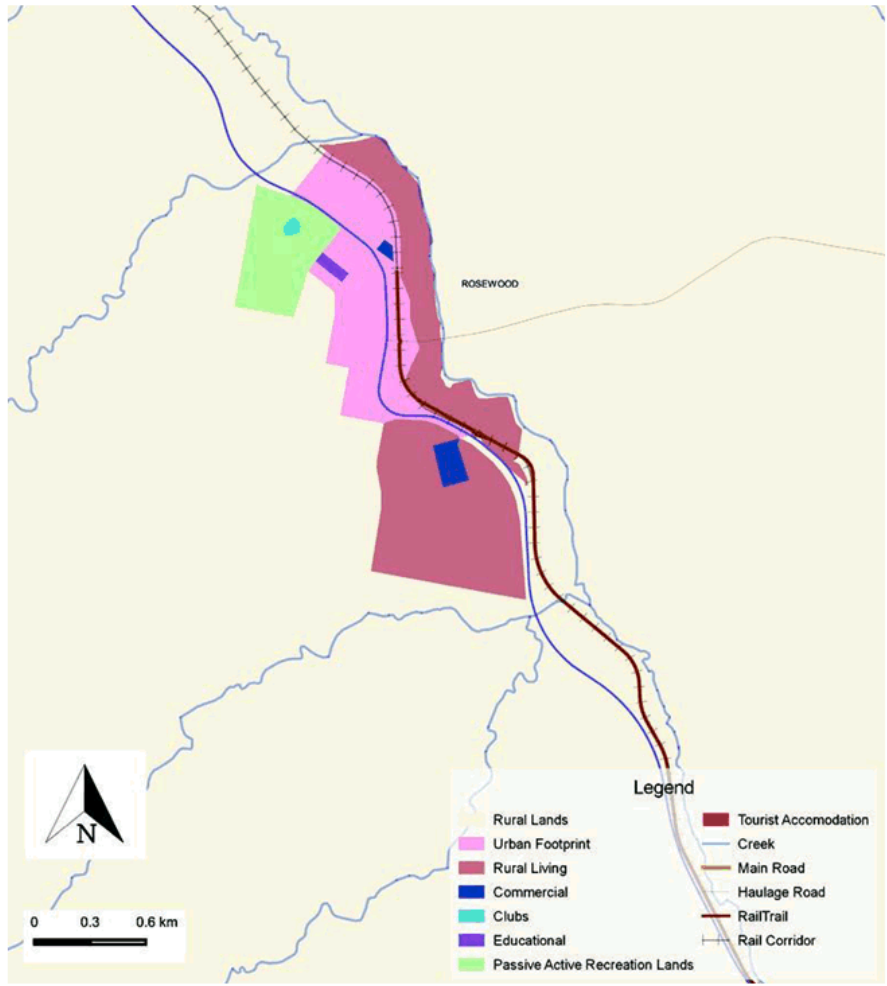 ROSEWOOD
N
0 0.3 0.6 km
Legend
Rural Lands
Urban Footprint
Rural Living
Commercial
Clubs
Educational
Passive Active Recreation Lands
Tourist Accomodation
Creek
Main Road
Haulage Road
RailTrail
Rail Corridor